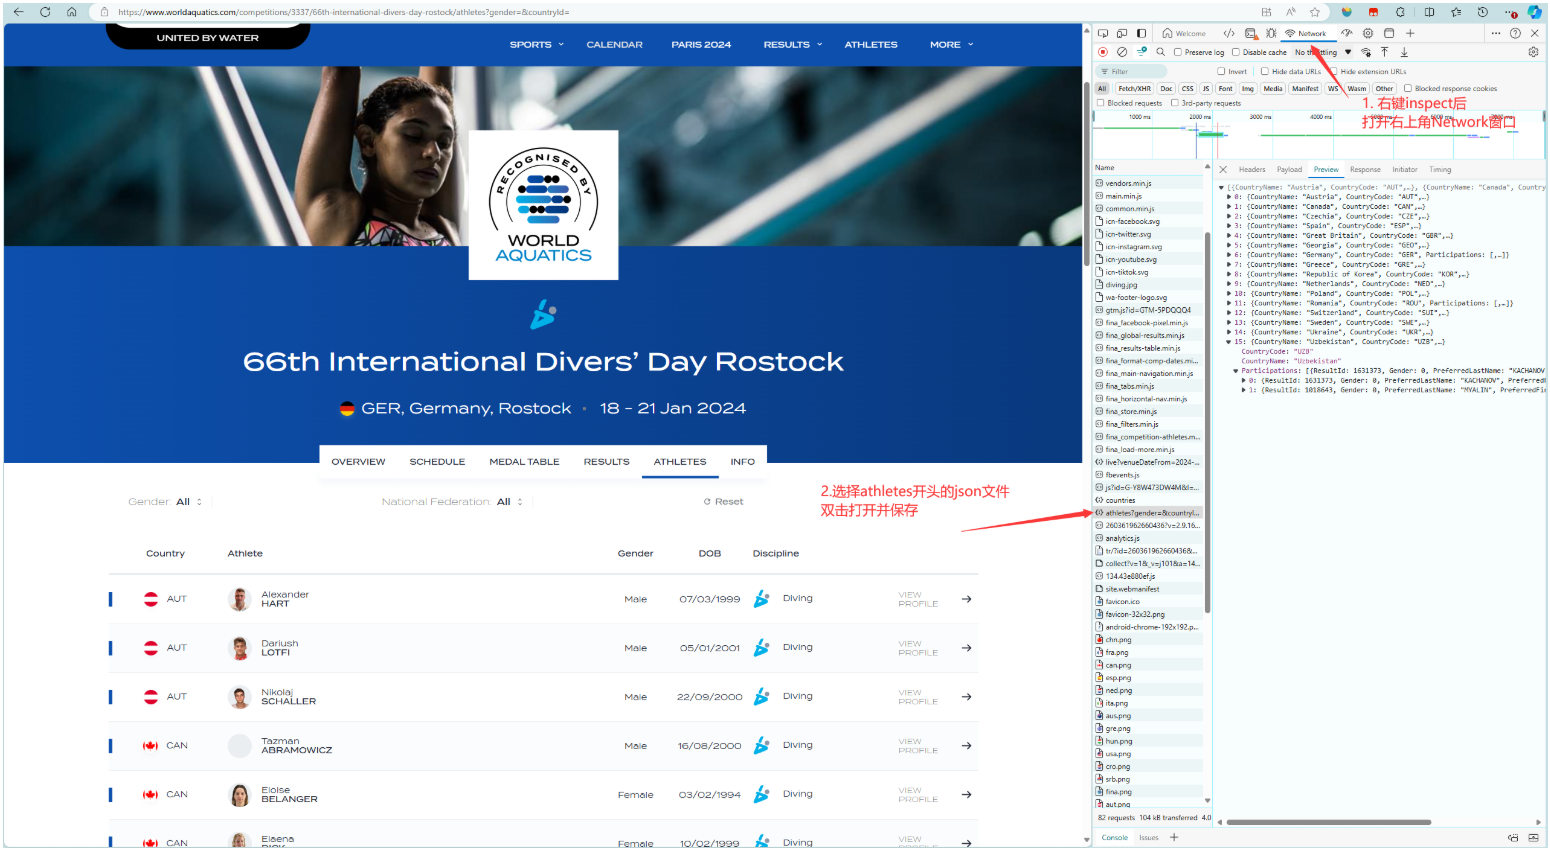 https://www.worldaquatics.com/competitions/3337/66th-international-divers-day-rostock/athletes?gender=&countryId=
UNITED BY WATER
SPORTS CALENDAR PARIS 2024 RESULTS ATHLETES MORE
RECOGNISED BY
WORLD
AQUATICS
66th International Divers' Day Rostock
GER, Germany, Rostock • 18 - 21 Jan 2024
OVERVIEW SCHEDULE MEDAL TABLE RESULTS ATHLETES INFO
Gender: All National Federation: All Reset
2.选择athletes开头的json文件
双击打开并保存
Country Athlete Gender DOB Discipline
AUT Alexander HART Male 07/03/1999 Diving VIEW PROFILE
AUT Dariush LOTFI Male 05/01/2001 Diving VIEW PROFILE
AUT Nikolaj SCHALLER Male 22/09/2000 Diving VIEW PROFILE
CAN Tazman ABRAMOWICZ Male 16/08/2000 Diving VIEW PROFILE
CAN Eloise BELANGER Female 03/02/1994 Diving VIEW PROFILE
CAN Elaena Female 10/02/1999 Diving VIEW
Welcome Network
Preserve log Disable cache No throttling
Filter Invert Hide data URLs Hide extension URLs
All Fetch/XHR Doc CSS JS Font Img Media Manifest WS Wasm Other Blocked response cookies
Blocked requests 3rd-party requests
1. 右键inspect后
打开右上角Network窗口
1000 ms 2000 ms 3000 ms 4000 ms
Name
vendors.min.js
main.min.js
common.min.js
icn-facebook.svg
icn-twitter.svg
icn-instagram.svg
icn-youtube.svg
icn-tiktok.svg
diving.jpg
wa-footer-logo.svg
gtm.js?id=GTM-5PDQQQ4
fina_facebook-pixel.min.js
fina_global-results.min.js
fina_results-table.min.js
fina_format-comp-dates.mi...
fina_main-navigation.min.js
fina_tabs.min.js
fina_horizontal-nav.min.js
fina_store.min.js
fina_filters.min.js
fina_competition-athletes.m...
fina_load-more.min.js
live?venueDateFrom=2024-...
fbevents.js
js?id=G-Y8W473DW4M&l=...
countries
athletes?gender=&countryI...
260361962660436?v=2.9.16...
analytics.js
tr/?id=260361962660436&...
collect?v=1&_v=j101&a=14...
134.43e880ef.js
site.webmanifest
favicon.ico
favicon-32x32.png
android-chrome-192x192.p...
chn.png
fra.png
can.png
esp.png
ned.png
ita.png
aus.png
gre.png
hun.png
usa.png
cro.png
srb.png
fina.png
aut.png
82 requests 104 kB transferred 4.0
Headers Payload Preview Response Initiator Timing
[{CountryName: "Austria", CountryCode: "AUT",…}, {CountryName: "Canada", Country
0: {CountryName: "Austria", CountryCode: "AUT",…}
1: {CountryName: "Canada", CountryCode: "CAN",…}
2: {CountryName: "Czechia", CountryCode: "CZE",…}
3: {CountryName: "Spain", CountryCode: "ESP",…}
4: {CountryName: "Great Britain", CountryCode: "GBR",…}
5: {CountryName: "Georgia", CountryCode: "GEO",…}
6: {CountryName: "Germany", CountryCode: "GER", Participations: [,…]}
7: {CountryName: "Greece", CountryCode: "GRE",…}
8: {CountryName: "Republic of Korea", CountryCode: "KOR",…}
9: {CountryName: "Netherlands", CountryCode: "NED",…}
10: {CountryName: "Poland", CountryCode: "POL",…}
11: {CountryName: "Romania", CountryCode: "ROU", Participations: [,…]}
12: {CountryName: "Switzerland", CountryCode: "SUI",…}
13: {CountryName: "Sweden", CountryCode: "SWE",…}
14: {CountryName: "Ukraine", CountryCode: "UKR",…}
15: {CountryName: "Uzbekistan", CountryCode: "UZB",…}
CountryCode: "UZB"
CountryName: "Uzbekistan"
Participations: [{ResultId: 1631373, Gender: 0, PreferredLastName: "KACHANOV
0: {ResultId: 1631373, Gender: 0, PreferredLastName: "KACHANOV", PreferredF
1: {ResultId: 1018643, Gender: 0, PreferredLastName: "MYALIN", PreferredFi
Console Issues